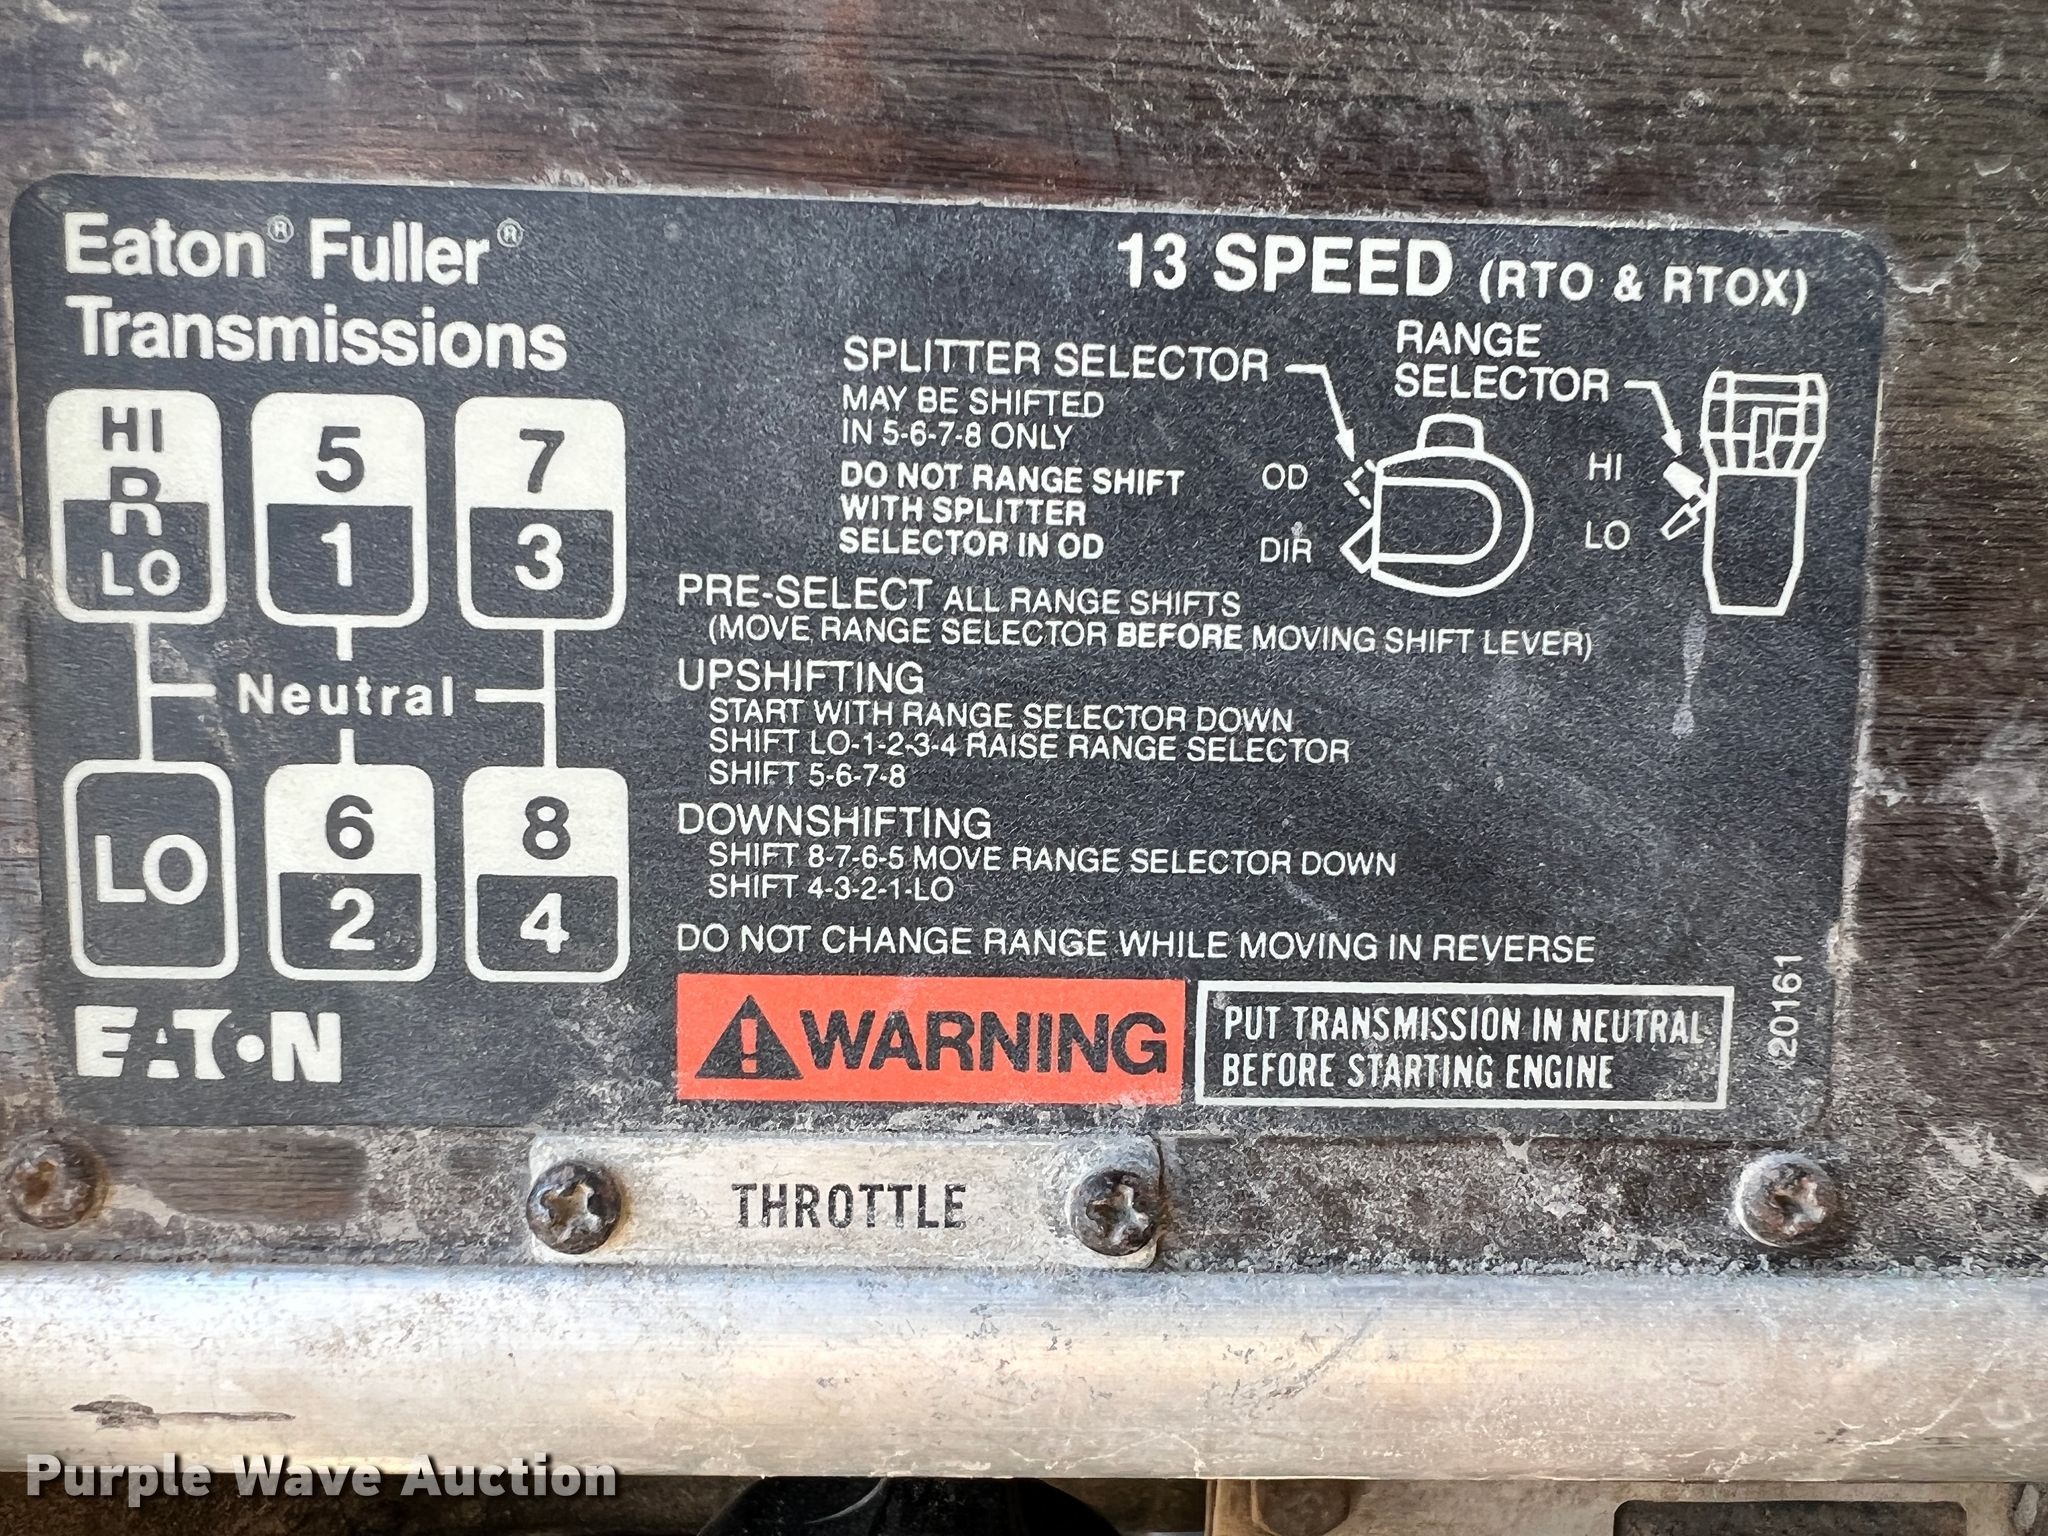 Eaton® Fuller®
Transmissions
13 SPEED (RTO & RTOX)
HI
R
LO
5
1
7
3
Neutral
LO
6
2
8
4
EATON
SPLITTER SELECTOR
MAY BE SHIFTED
IN 5-6-7-8 ONLY
DO NOT RANGE SHIFT
WITH SPLITTER
SELECTOR IN OD
OD
DIR
RANGE
SELECTOR
HI
LO
PRE-SELECT ALL RANGE SHIFTS
(MOVE RANGE SELECTOR BEFORE MOVING SHIFT LEVER)
UPSHIFTING
START WITH RANGE SELECTOR DOWN
SHIFT LO-1-2-3-4 RAISE RANGE SELECTOR
SHIFT 5-6-7-8
DOWNSHIFTING
SHIFT 8-7-6-5 MOVE RANGE SELECTOR DOWN
SHIFT 4-3-2-1-LO
DO NOT CHANGE RANGE WHILE MOVING IN REVERSE
WARNING
PUT TRANSMISSION IN NEUTRAL
BEFORE STARTING ENGINE
20161
THROTTLE
Purple Wave Auction